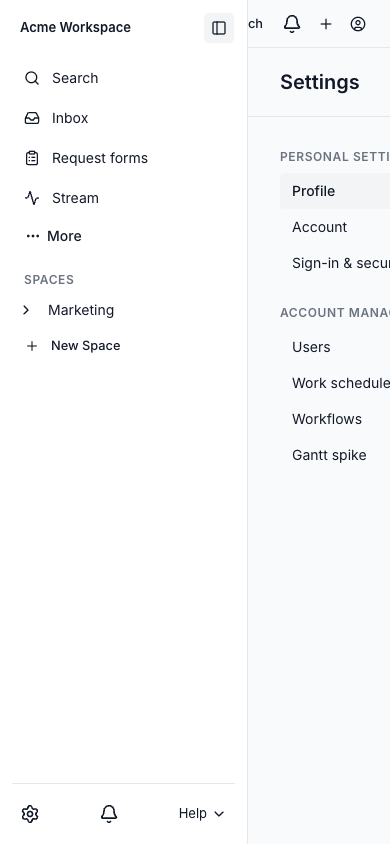 Acme Workspace
Search
Inbox
Request forms
Stream
More
SPACES
Marketing
New Space
Help
ch
Settings
PERSONAL SETTI
Profile
Account
Sign-in & secur
ACCOUNT MANAG
Users
Work schedule
Workflows
Gantt spike